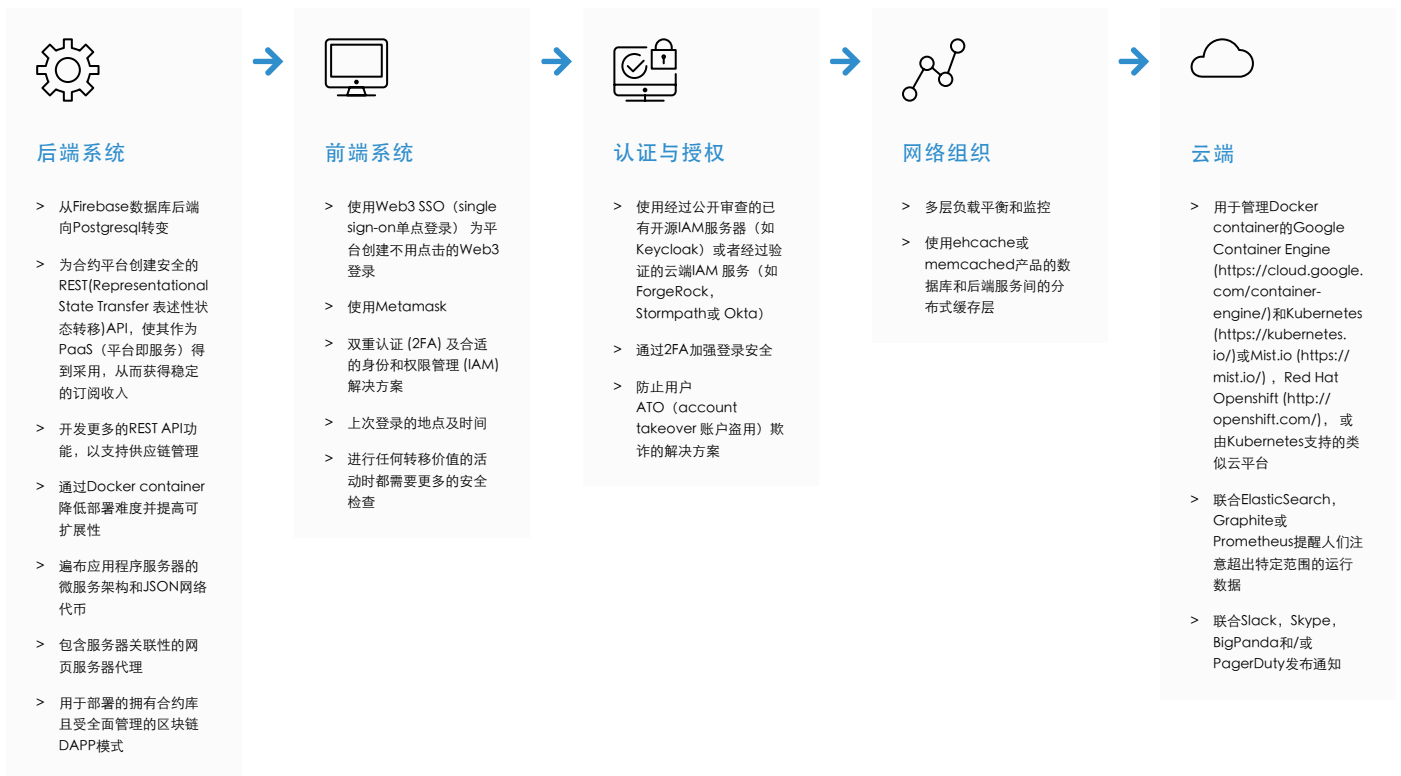 后端系统
> 从Firebase数据库后端
向Postgresql转变
> 为合约平台创建安全的
REST(Representational
State Transfer 表述性状
态转移)API，使其作为
PaaS（平台即服务）得
到采用，从而获得稳定
的订阅收入
> 开发更多的REST API功
能，以支持供应链管理
> 通过Docker container
降低部署难度并提高可
扩展性
> 遍布应用程序服务器的
微服务架构和JSON网络
代币
> 包含服务器关联性的网
页服务器代理
> 用于部署的拥有合约库
且受全面管理的区块链
DAPP模式
前端系统
> 使用Web3 SSO（single
sign-on单点登录） 为平
台创建不用点击的Web3
登录
> 使用Metamask
> 双重认证 (2FA) 及合适
的身份和权限管理 (IAM)
解决方案
> 上次登录的地点及时间
> 进行任何转移价值的活
动时都需要更多的安全
检查
认证与授权
> 使用经过公开审查的已
有开源IAM服务器（如
Keycloak）或者经过验
证的云端IAM 服务（如
ForgeRock，
Stormpath或 Okta）
> 通过2FA加强登录安全
> 防止用户
ATO（account
takeover 账户盗用）欺
诈的解决方案
网络组织
> 多层负载平衡和监控
> 使用ehcache或
memcached产品的数
据库和后端服务间的分
布式缓存层
云端
> 用于管理Docker
container的Google
Container Engine
(https://cloud.google.
com/container-
engine/)和Kubernetes
(https://kubernetes.
io/)或Mist.io (https://
mist.io/) ，Red Hat
Openshift (http://
openshift.com/)， 或
由Kubernetes支持的类
似云平台
> 联合ElasticSearch，
Graphite或
Prometheus提醒人们注
意超出特定范围的运行
数据
> 联合Slack，Skype，
BigPanda和/或
PagerDuty发布通知